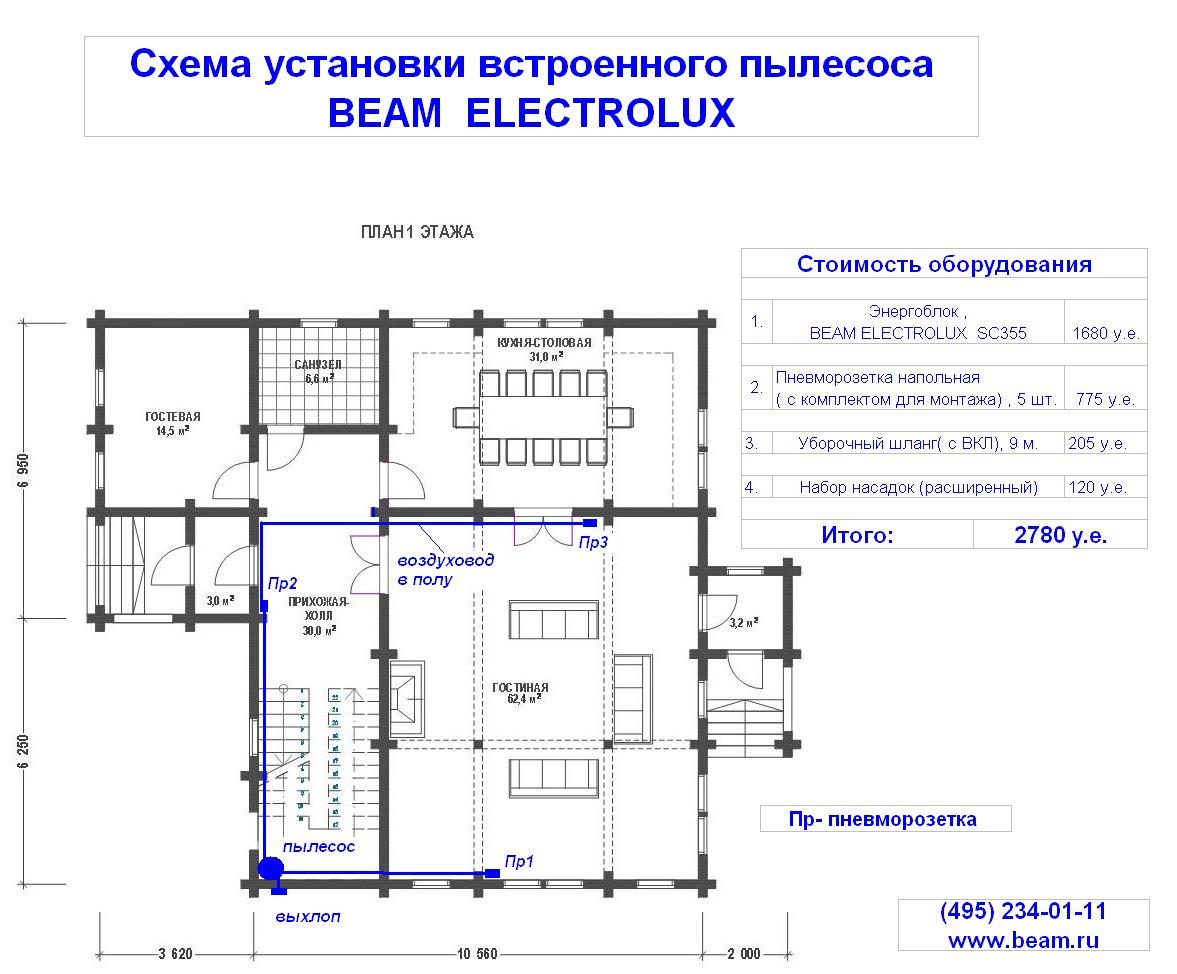 Схема установки встроенного пылесоса
BEAM ELECTROLUX
ПЛАН 1 ЭТАЖА
Стоимость оборудования
1.
Энергоблок ,
BEAM ELECTROLUX SC355
1680 у.е.
2.
Пневморозетка напольная
( с комплектом для монтажа) , 5 шт.
775 у.е.
3.
Уборочный шланг( с ВКЛ), 9 м.
205 у.е.
4.
Набор насадок (расширенный)
120 у.е.
Итого:
2780 у.е.
КУХНЯ-СТОЛОВАЯ
31,0 м²
САНУЗЕЛ
6,6 м²
ГОСТЕВАЯ
14,5 м²
6 950
Пр3
воздуховод
в полу
Пр2
3,0 м²
ПРИХОЖАЯ-
ХОЛЛ
30,0 м²
3,2 м²
ГОСТИНАЯ
62,4 м²
6 250
Пр- пневморозетка
пылесос
Пр1
выхлоп
(495) 234-01-11
www.beam.ru
3 620
10 560
2 000